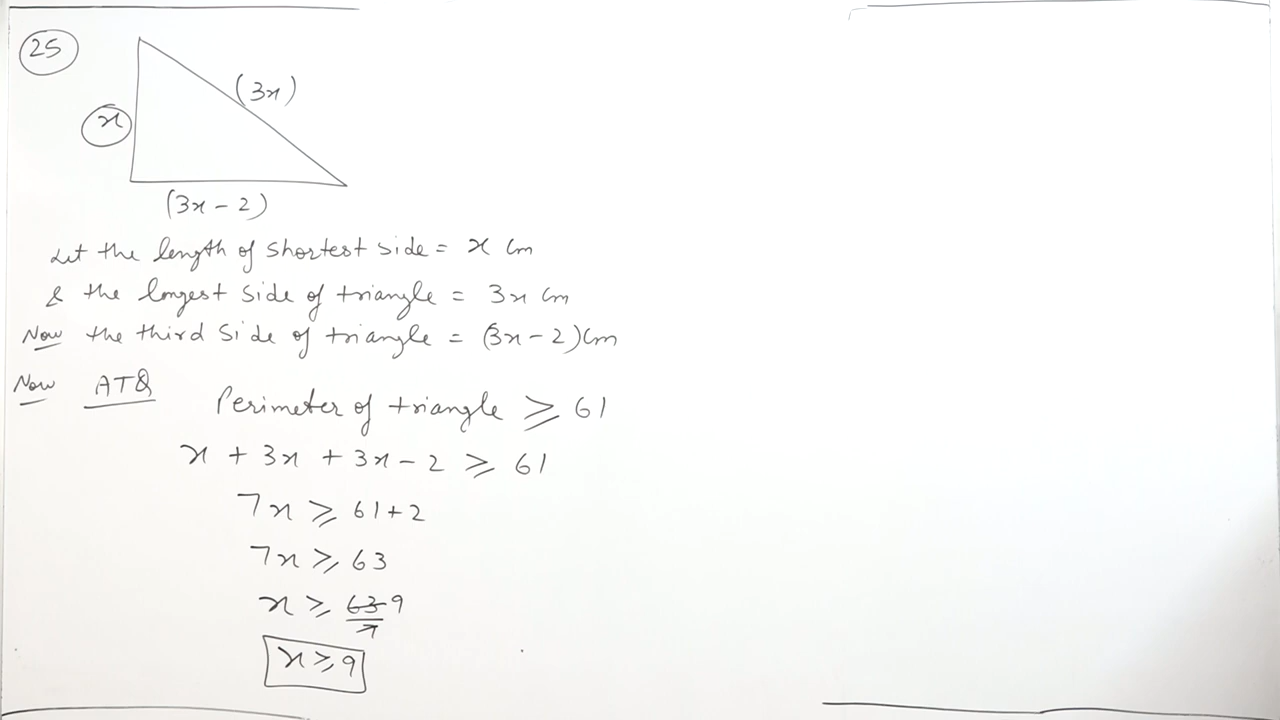 25
(3x)
x
(3x - 2)
Let the length of shortest side = x cm
& the longest side of triangle = 3x cm
Now the third side of triangle = (3x - 2) cm
Now ATQ
Perimeter of triangle ⩾ 61
x + 3x + 3x - 2 ⩾ 61
7x ⩾ 61 + 2
7x ⩾ 63
x ⩾ 63/7 9
x ⩾ 9